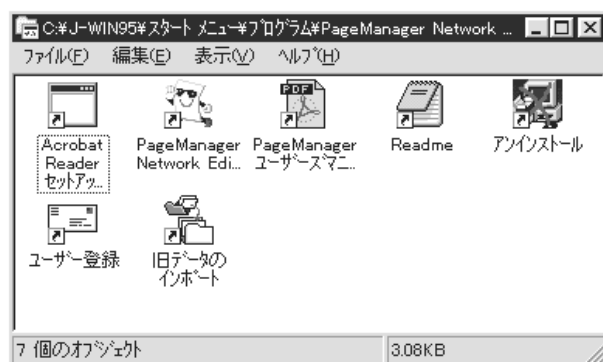 C:¥J-WIN95¥スタート メニュー¥プログラム¥PageManager Network ...
ファイル(F) 編集(E) 表示(V) ヘルプ(H)
Acrobat Reader セットアッ...
PageManager Network Edi...
PDF
PageManager ユーザーズマニ...
Readme
アンインストール
ユーザー登録
旧データの インポート
7 個のオブジェクト
3.08KB